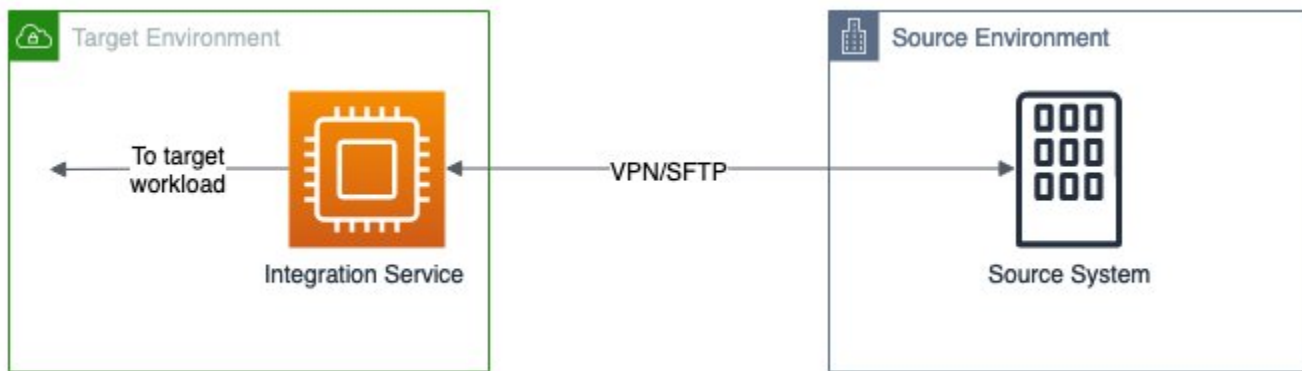 Target Environment
Source Environment
To target
workload
VPN/SFTP
Integration Service
Source System